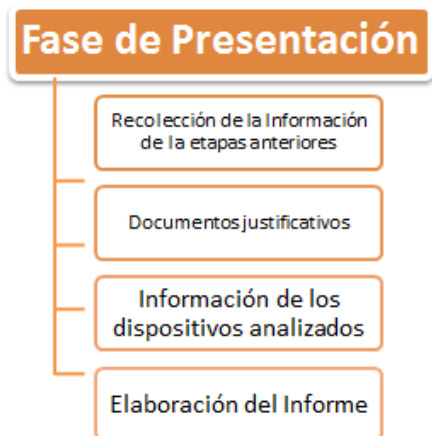 Fase de Presentación
Recolección de la Información
de la etapas anteriores
Documentos justificativos
Información de los
dispositivos analizados
Elaboración del Informe